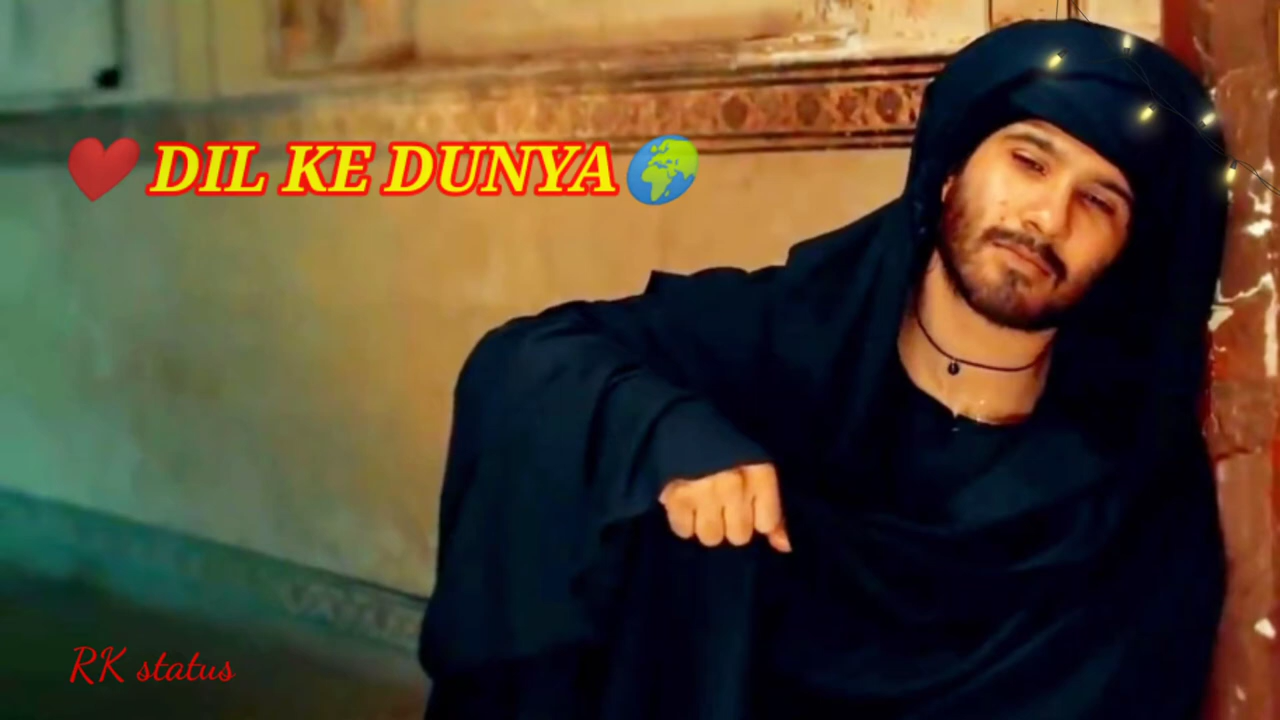 ❤️ DIL KE DUNYA 🌍
RK status